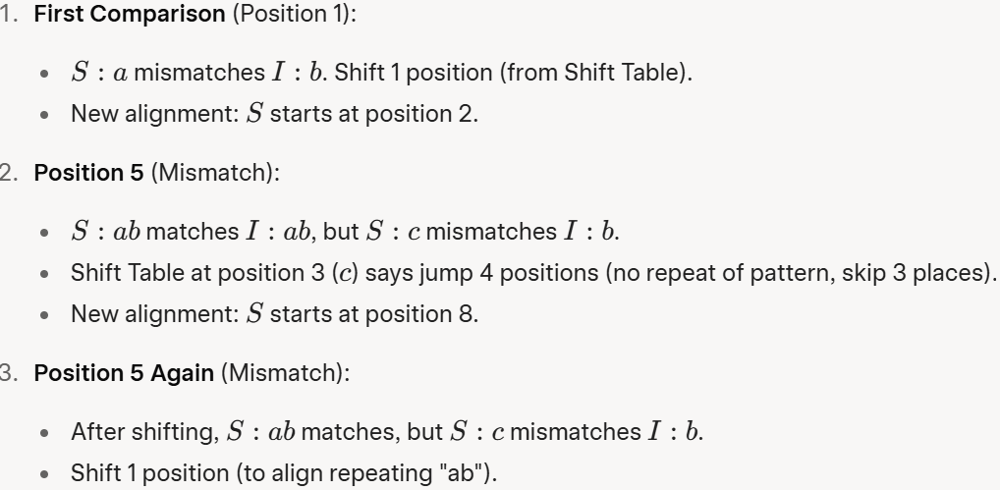 1. First Comparison (Position 1):
• S : a mismatches I : b. Shift 1 position (from Shift Table).
• New alignment: S starts at position 2.
2. Position 5 (Mismatch):
• S : ab matches I : ab, but S : c mismatches I : b.
• Shift Table at position 3 (c) says jump 4 positions (no repeat of pattern, skip 3 places).
• New alignment: S starts at position 8.
3. Position 5 Again (Mismatch):
• After shifting, S : ab matches, but S : c mismatches I : b.
• Shift 1 position (to align repeating "ab").